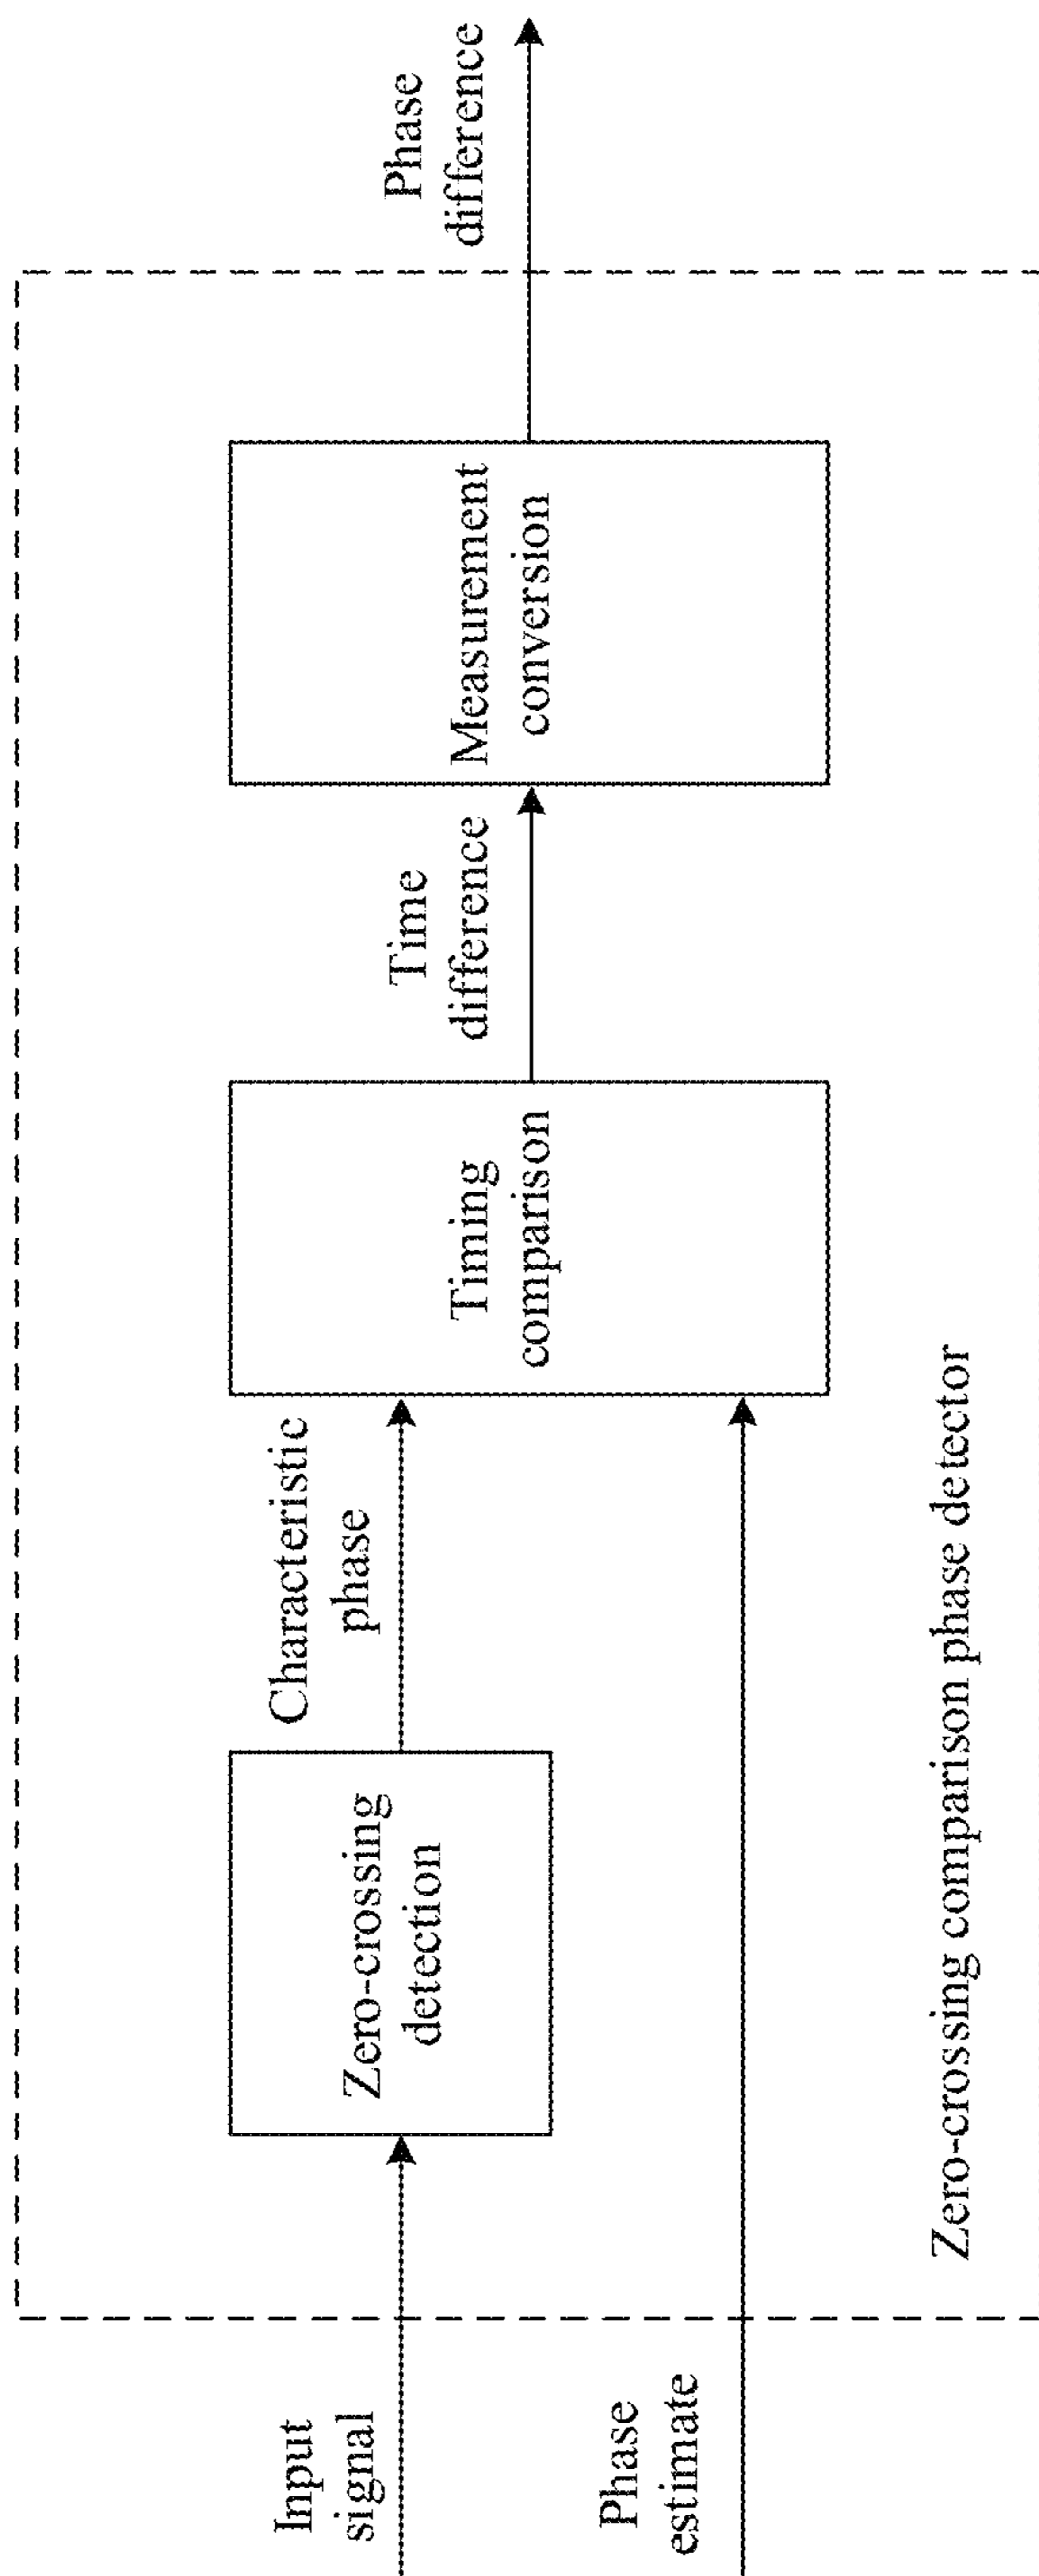 Input
signal
Phase
estimate
Zero-crossing
detection
Characteristic
phase
Timing
comparison
Time
difference
Measurement
conversion
Phase
difference
Zero-crossing comparison phase detector